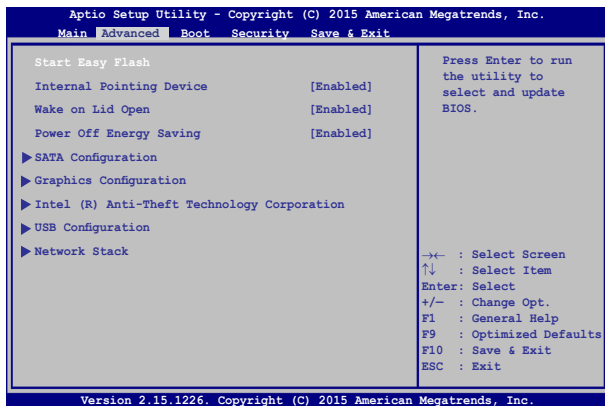 Aptio Setup Utility - Copyright (C) 2015 American Megatrends, Inc.
Main Advanced Boot Security Save & Exit
Start Easy Flash
Internal Pointing Device [Enabled]
Wake on Lid Open [Enabled]
Power Off Energy Saving [Enabled]
SATA Configuration
Graphics Configuration
Intel (R) Anti-Theft Technology Corporation
USB Configuration
Network Stack
Press Enter to run
the utility to
select and update
BIOS.
→← : Select Screen
↑↓ : Select Item
Enter: Select
+/— : Change Opt.
F1 : General Help
F9 : Optimized Defaults
F10 : Save & Exit
ESC : Exit
Version 2.15.1226. Copyright (C) 2015 American Megatrends, Inc.